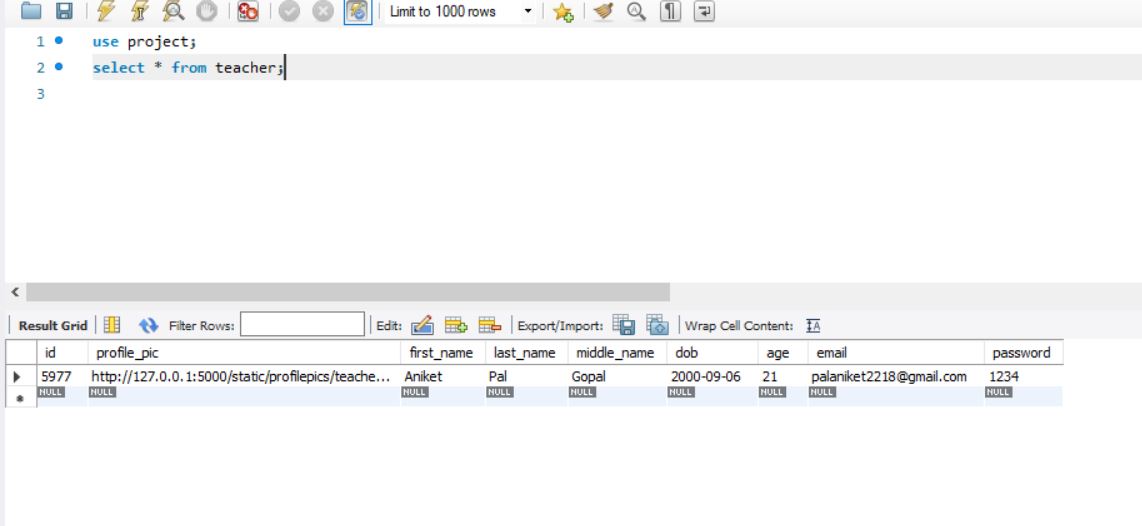 Limit to 1000 rows
1 use project;
2 select * from teacher;
3
Result Grid Filter Rows: Edit: Export/Import: Wrap Cell Content:
id profile_pic first_name last_name middle_name dob age email password
5977 http://127.0.0.1:5000/static/profilepics/teache... Aniket Pal Gopal 2000-09-06 21 palaniket2218@gmail.com 1234
NULL NULL NULL NULL NULL NULL NULL NULL NULL